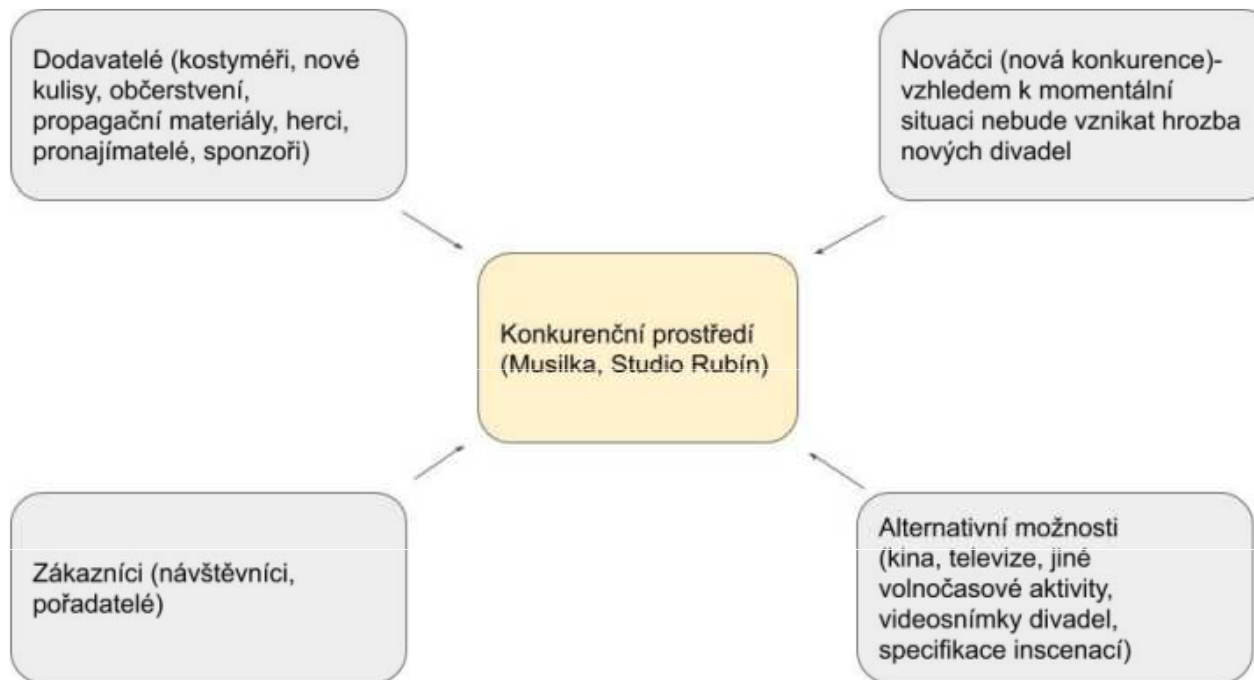 Dodavatelé (kostyméři, nové
kulisy, občerstvení,
propagační materiály, herci,
pronajímatelé, sponzoři)
Nováčci (nová konkurence)-
vzhledem k momentální
situaci nebude vznikat hrozba
nových divadel
Konkurenční prostředí
(Musilka, Studio Rubín)
Zákazníci (návštěvníci,
pořadatelé)
Alternativní možnosti
(kina, televize, jiné
volnočasové aktivity,
videosnímky divadel,
specifikace inscenací)